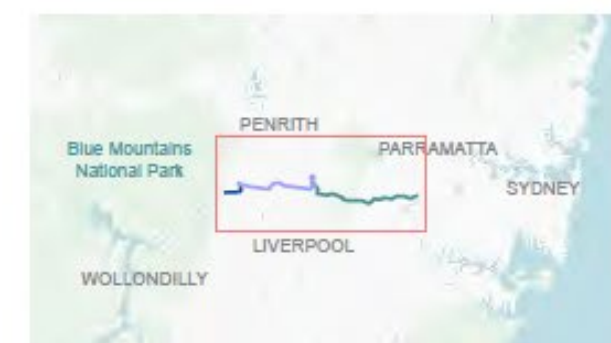 PENRITH
Blue Mountains
National Park
PARRAMATTA
SYDNEY
LIVERPOOL
WOLLONDILLY